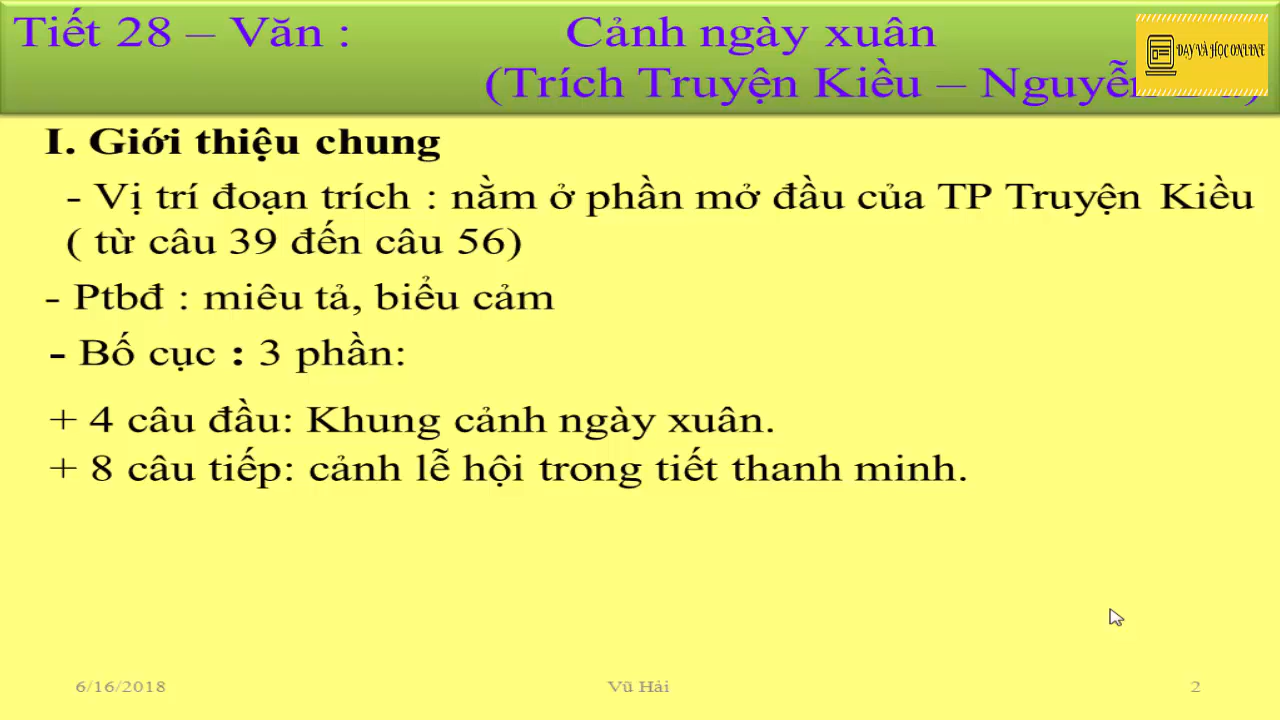 Tiết 28 – Văn : Cảnh ngày xuân
(Trích Truyện Kiều – Nguyễn
DẠY VÀ HỌC ONLINE
I. Giới thiệu chung
- Vị trí đoạn trích : nằm ở phần mở đầu của TP Truyện Kiều
( từ câu 39 đến câu 56)
- Ptbđ : miêu tả, biểu cảm
- Bố cục : 3 phần:
+ 4 câu đầu: Khung cảnh ngày xuân.
+ 8 câu tiếp: cảnh lễ hội trong tiết thanh minh.
6/16/2018 Vũ Hải 2